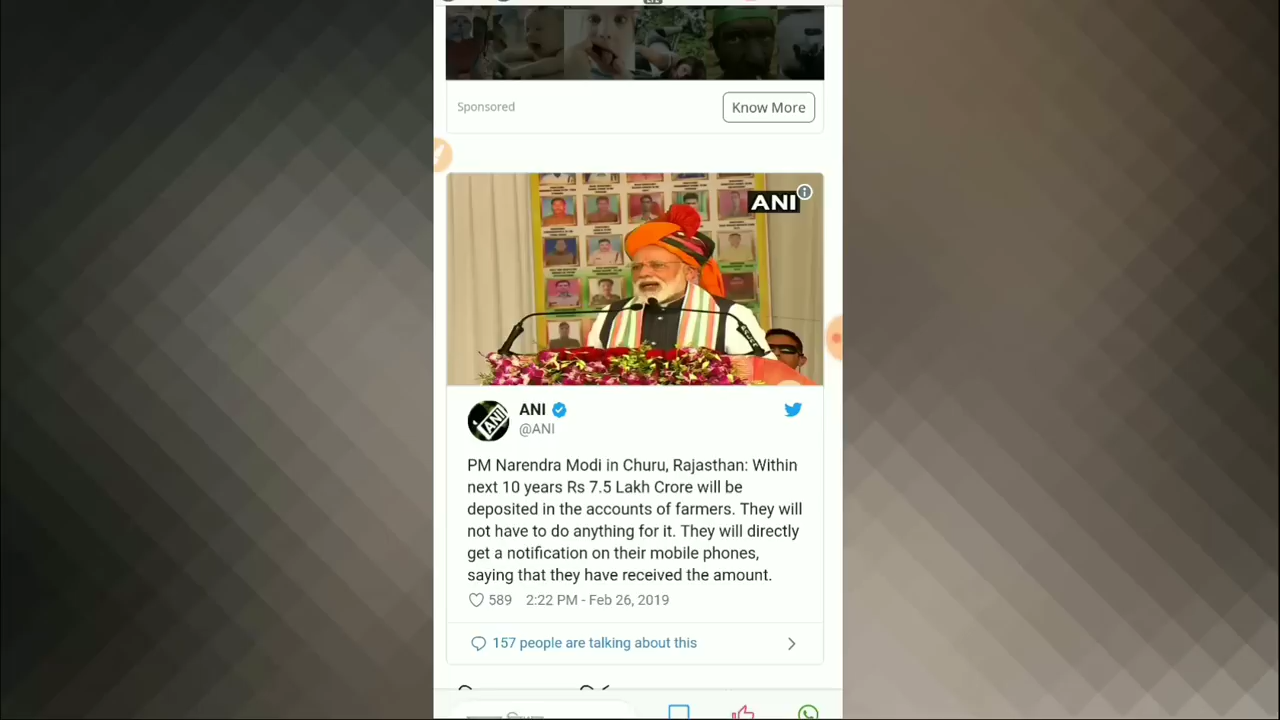 Sponsored
Know More
ANI
ANI
ANI
@ANI
PM Narendra Modi in Churu, Rajasthan: Within
next 10 years Rs 7.5 Lakh Crore will be
deposited in the accounts of farmers. They will
not have to do anything for it. They will directly
get a notification on their mobile phones,
saying that they have received the amount.
589 2:22 PM - Feb 26, 2019
157 people are talking about this